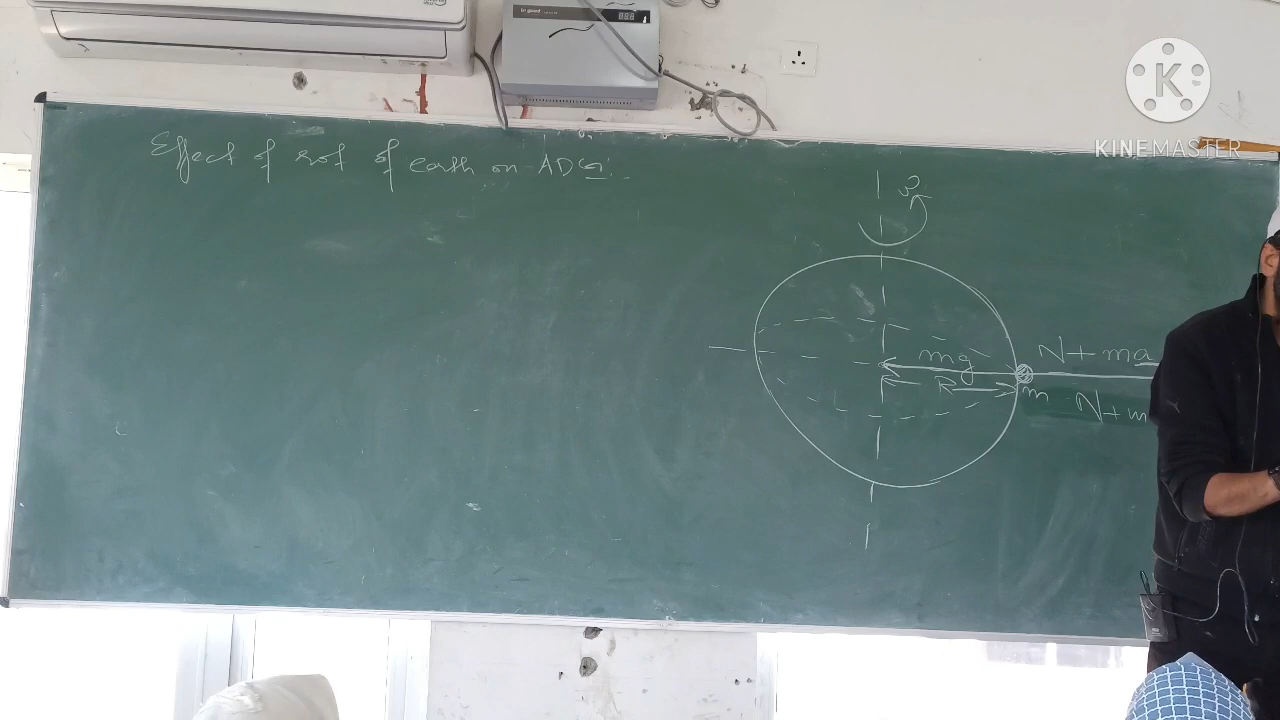 Effect of rot of earth on ADG:
ω
mg
N + ma
R
m
N + m
K
KINEMASTER